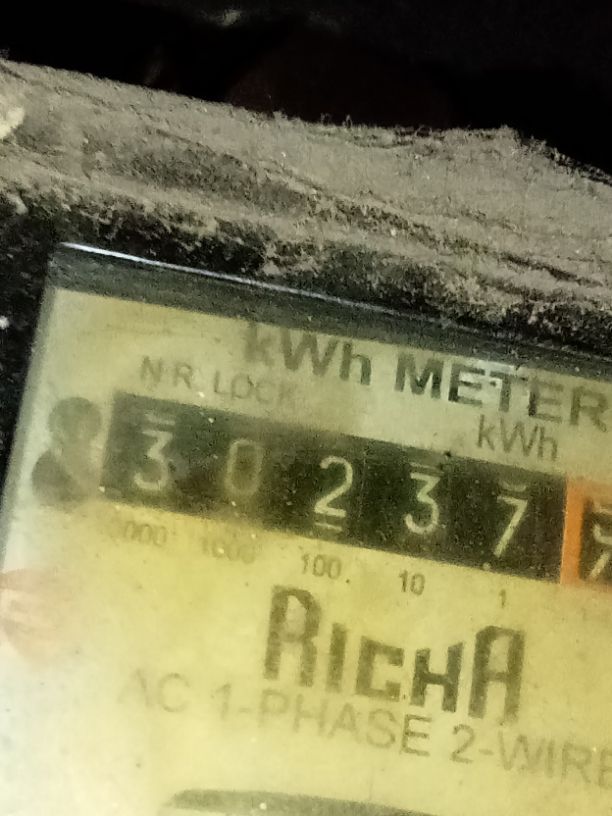 kWh METER
N.R. LOCK
kWh
3 0 2 3 7
1000 100. 10 1
RICHA
AC 1-PHASE 2-WIRE